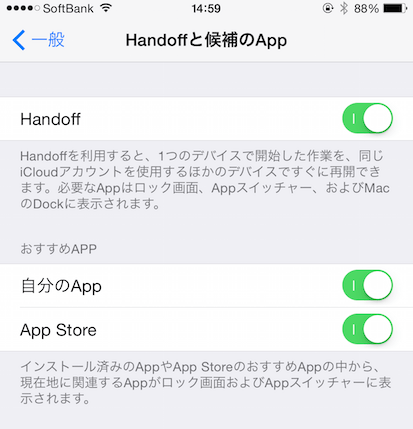 SoftBank 14:59 88%
一般 Handoffと候補のApp
Handoff
Handoffを利用すると、1つのデバイスで開始した作業を、同じ
iCloudアカウントを使用するほかのデバイスですぐに再開でき
ます。必要なAppはロック画面、Appスイッチャー、およびMac
のDockに表示されます。
おすすめAPP
自分のApp
App Store
インストール済みのAppやApp StoreのおすすめAppの中から、
現在地に関連するAppがロック画面およびAppスイッチャーに表
示されます。